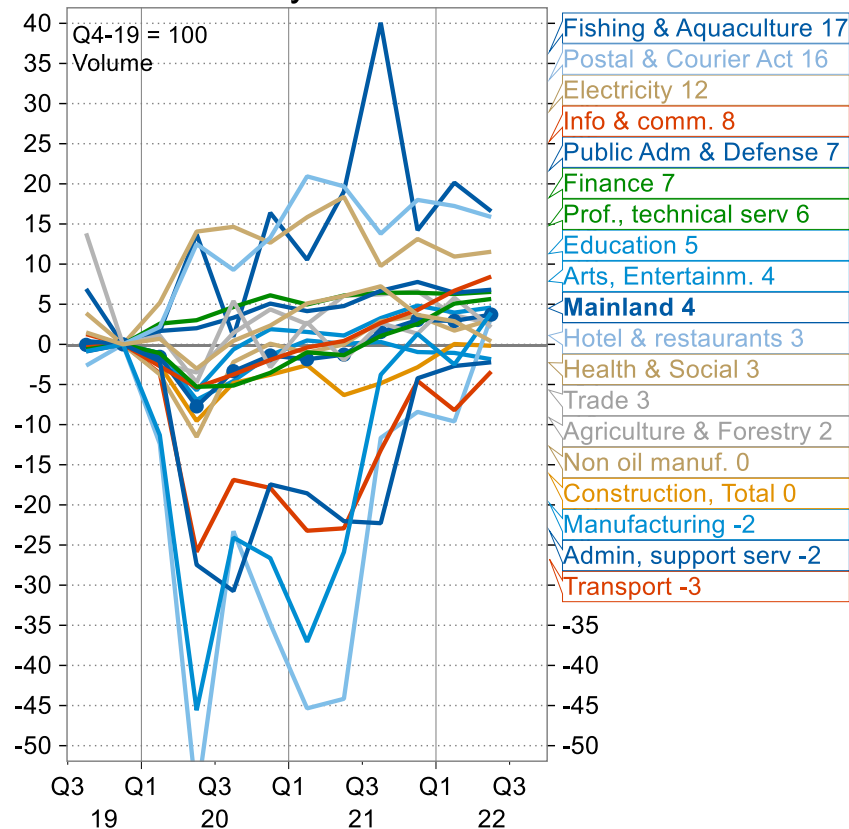 Q4-19 = 100
Volume
40
35
30
25
20
15
10
5
0
-5
-10
-15
-20
-25
-30
-35
-40
-45
-50
Fishing & Aquaculture 17
Postal & Courier Act 16
Electricity 12
Info & comm. 8
Public Adm & Defense 7
Finance 7
Prof., technical serv 6
Education 5
Arts, Entertainm. 4
Mainland 4
Hotel & restaurants 3
Health & Social 3
Trade 3
Agriculture & Forestry 2
Non oil manuf. 0
Construction, Total 0
Manufacturing -2
Admin, support serv -2
Transport -3
-35
-40
-45
-50
Q3 Q1 Q3 Q1 Q3 Q1 Q3
19 20 21 22